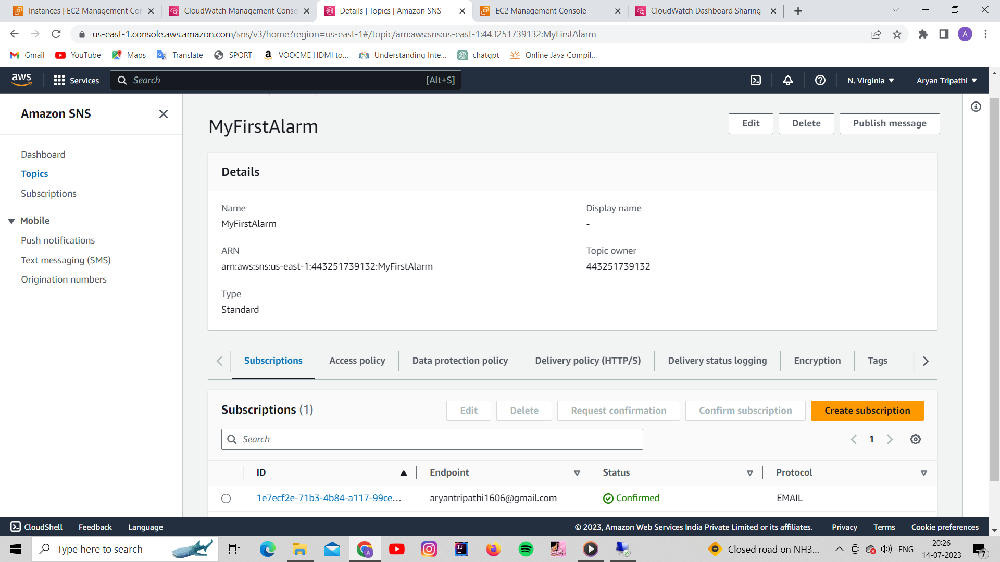 Instances | EC2 Management Con
CloudWatch Management Conso
Details | Topics | Amazon SNS
EC2 Management Console
CloudWatch Dashboard Sharing
us-east-1.console.aws.amazon.com/sns/v3/home?region=us-east-1#/topic/arn:aws:sns:us-east-1:443251739132:MyFirstAlarm
A
Gmail
YouTube
Maps
Translate
SPORT
VOOCME HDMI to...
Understanding Inte...
chatgpt
Online Java Compil...
aws
Services
Search
[Alt+S]
N. Virginia
Aryan Tripathi
Amazon SNS
Dashboard
Topics
Subscriptions
Mobile
Push notifications
Text messaging (SMS)
Origination numbers
MyFirstAlarm
Edit
Delete
Publish message
Details
Name
MyFirstAlarm
ARN
arn:aws:sns:us-east-1:443251739132:MyFirstAlarm
Type
Standard
Display name
-
Topic owner
443251739132
Subscriptions
Access policy
Data protection policy
Delivery policy (HTTP/S)
Delivery status logging
Encryption
Tags
Subscriptions (1)
Edit
Delete
Request confirmation
Confirm subscription
Create subscription
Search
1
ID
Endpoint
Status
Protocol
1e7ecf2e-71b3-4b84-a117-99ce...
aryantripathi1606@gmail.com
Confirmed
EMAIL
CloudShell
Feedback
Language
© 2023, Amazon Web Services India Private Limited or its affiliates.
Privacy
Terms
Cookie preferences
Type here to search
Closed road on NH3...
ENG
20:26
14-07-2023
7